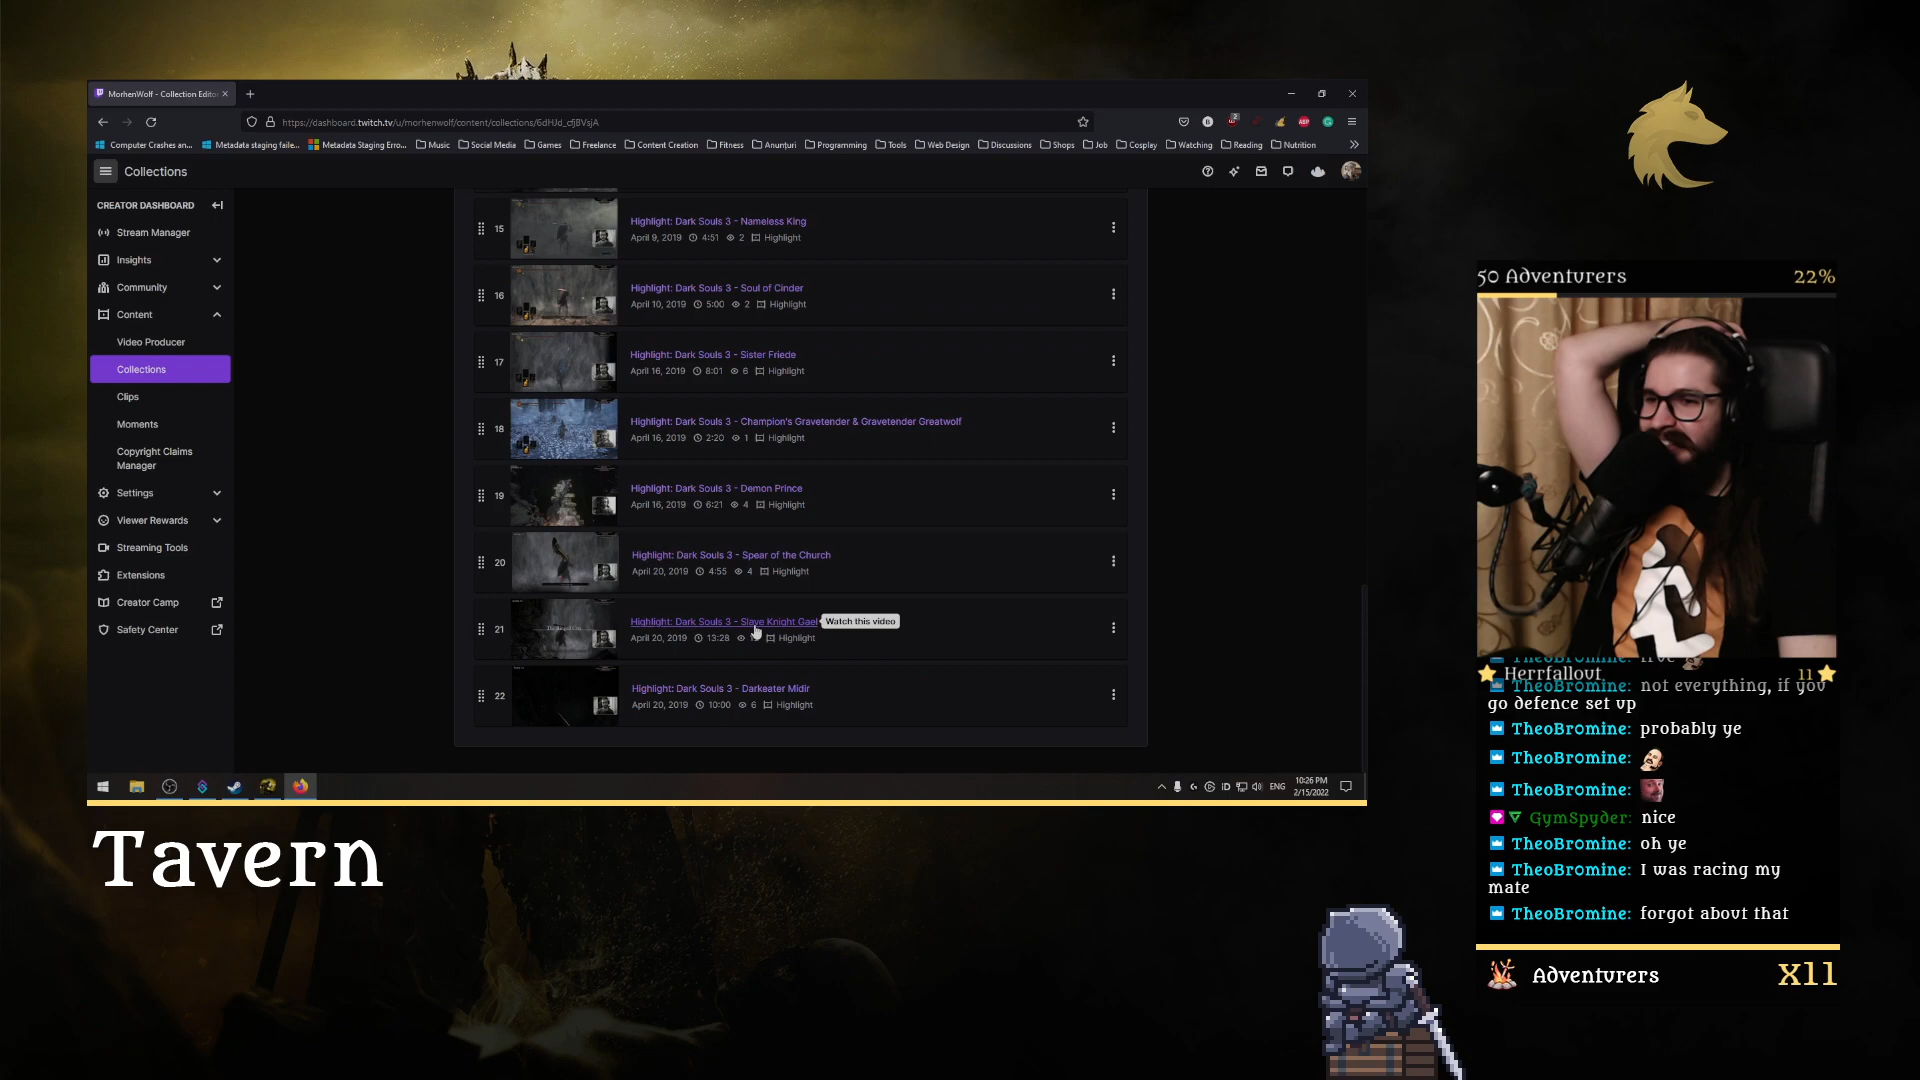 MorhenWolf - Collection Edito
https://dashboard.twitch.tv/u/morhenwolf/content/collections/6dHJd_cfjBVsjA
Computer Crashes an...
Metadata staging faile...
Metadata Staging Erro...
Music
Social Media
Games
Freelance
Content Creation
Fitness
Anunțuri
Programming
Tools
Web Design
Discussions
Shops
Job
Cosplay
Watching
Reading
Nutrition
Collections
CREATOR DASHBOARD
Stream Manager
Insights
Community
Content
Video Producer
Collections
Clips
Moments
Copyright Claims
Manager
Settings
Viewer Rewards
Streaming Tools
Extensions
Creator Camp
Safety Center
15
Highlight: Dark Souls 3 - Nameless King
April 9, 2019 4:51 2 Highlight
16
Highlight: Dark Souls 3 - Soul of Cinder
April 10, 2019 5:00 2 Highlight
17
Highlight: Dark Souls 3 - Sister Friede
April 16, 2019 8:01 6 Highlight
18
Highlight: Dark Souls 3 - Champion's Gravetender & Gravetender Greatwolf
April 16, 2019 2:20 1 Highlight
19
Highlight: Dark Souls 3 - Demon Prince
April 16, 2019 6:21 4 Highlight
20
Highlight: Dark Souls 3 - Spear of the Church
April 20, 2019 4:55 4 Highlight
21
Highlight: Dark Souls 3 - Slave Knight Gael
Watch this video
April 20, 2019 13:28 Highlight
22
Highlight: Dark Souls 3 - Darkeater Midir
April 20, 2019 10:00 6 Highlight
ENG
10:26 PM
2/15/2022
Tavern
50 Adventurers 22%
Herrfallout 11
TheoBromine: not everything, if you
go defence set up
TheoBromine: probably ye
TheoBromine:
TheoBromine:
GymSpyder: nice
TheoBromine: oh ye
TheoBromine: I was racing my
mate
TheoBromine: forgot about that
Adventurers x11